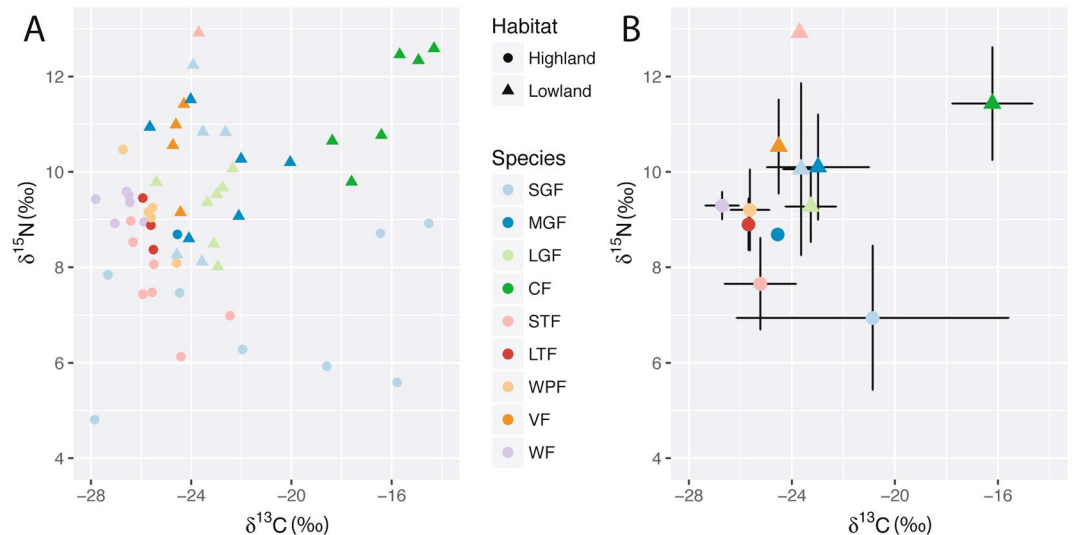 A
12
10
8
6
4
−28
−24
−20
−16
δ15N (‰)
δ13C (‰)
Habitat
Highland
Lowland
Species
SGF
MGF
LGF
CF
STF
LTF
WPF
VF
WF
B
12
10
8
6
4
−28
−24
−20
−16
δ15N (‰)
δ13C (‰)